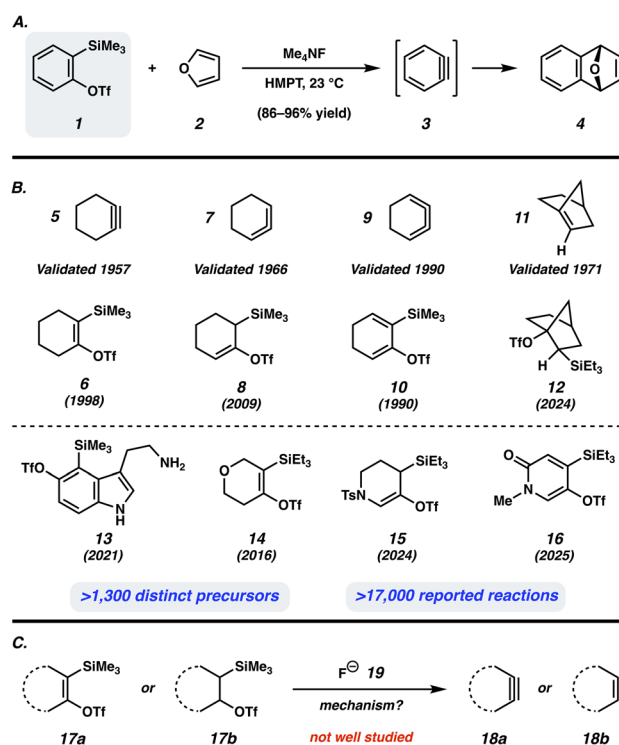 A.
SiMe3
OTf
1
+
O
2
Me4NF
HMPT, 23 °C
(86–96% yield)
3
O
4
B.
5
7
9
11
H
Validated 1957
Validated 1966
Validated 1990
Validated 1971
SiMe3
OTf
6
(1998)
SiMe3
OTf
8
(2009)
SiMe3
OTf
10
(1990)
TfO
H
SiEt3
12
(2024)
SiMe3
TfO
NH2
N
H
13
(2021)
O
SiEt3
OTf
14
(2016)
SiEt3
TsN
OTf
15
(2024)
O
SiEt3
N
Me
OTf
16
(2025)
>1,300 distinct precursors
>17,000 reported reactions
C.
SiMe3
OTf
17a
or
SiMe3
OTf
17b
F⊖ 19
mechanism?
not well studied
18a
or
18b